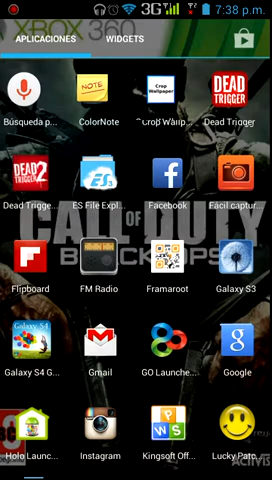 XBOX 360
3G
7:38 p.m.
APLICACIONES WIDGETS
NOTE
Crop
Wallpaper
DEAD
TRIGGER
Búsqueda p...
ColorNote
Crop Wallp...
Dead Trigger
DEAD
TRIGGER
2
ES
f
Dead Trigge...
ES File Expl...
Facebook
Fácil captur...
CALL OF DUTY
BLACK OPS
Flipboard
FM Radio
Framaroot
Galaxy S3
Galaxy S4
g
Galaxy S4 G...
Gmail
GO Launche...
Google
P
W S
Holo Launc...
Instagram
Kingsoft Off...
Lucky Patc...